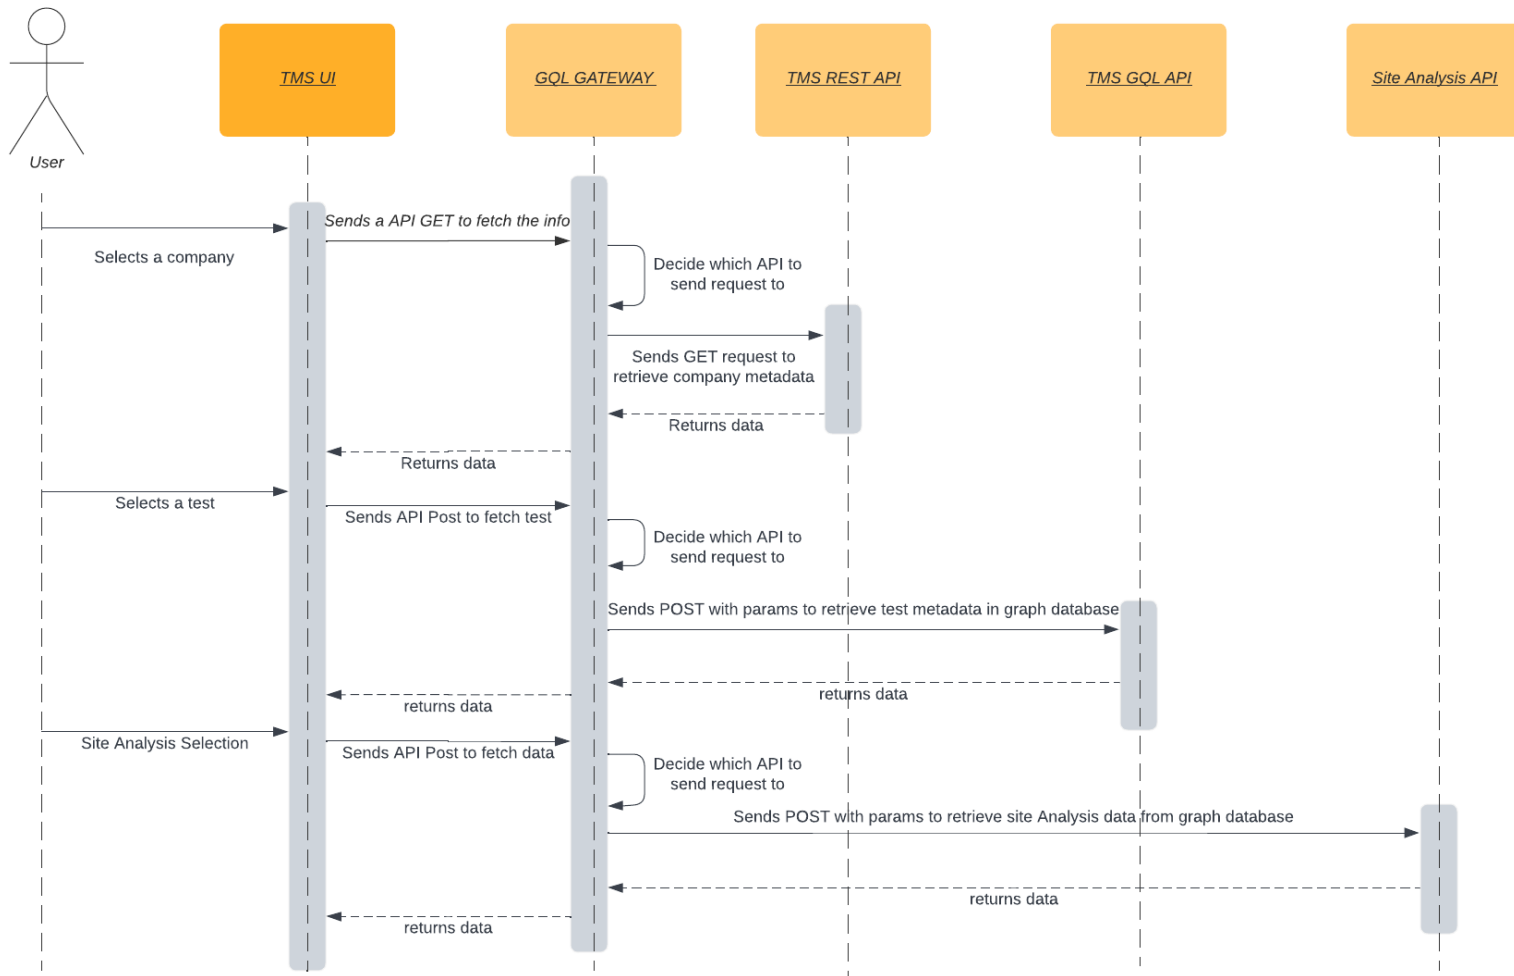 TMS UI
GQL GATEWAY
TMS REST API
TMS GQL API
Site Analysis API
User
Sends a API GET to fetch the info
Selects a company
Decide which API to
send request to
Sends GET request to
retrieve company metadata
Returns data
Returns data
Selects a test
Sends API Post to fetch test
Decide which API to
send request to
Sends POST with params to retrieve test metadata in graph database
returns data
returns data
Site Analysis Selection
Sends API Post to fetch data
Decide which API to
send request to
Sends POST with params to retrieve site Analysis data from graph database
returns data
returns data